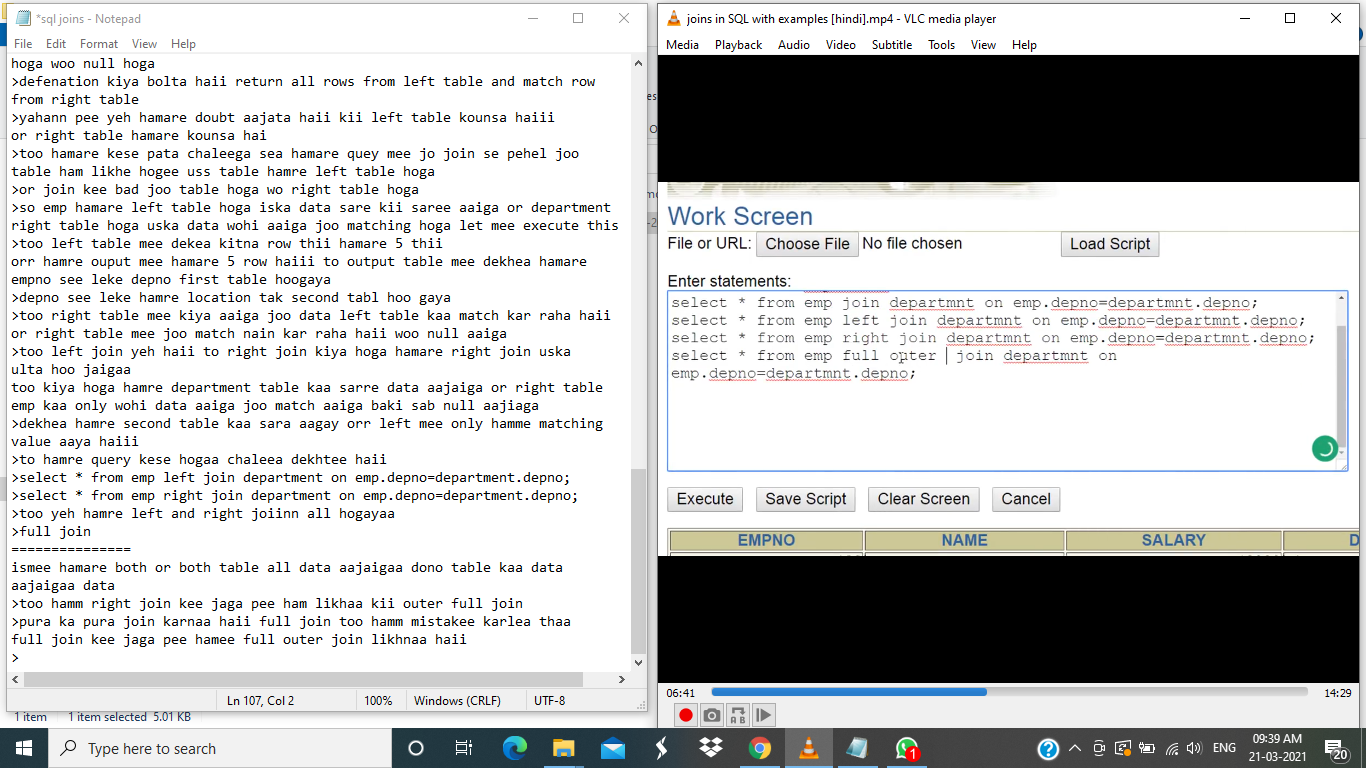 *sql joins - Notepad
File Edit Format View Help
hoga woo null hoga
>defenation kiya bolta haii return all rows from left table and match row
from right table
>yahann pee yeh hamare doubt aajata haii kii left table kounsa haiii
or right table hamare kounsa hai
>too hamare kese pata chaleega sea hamare quey mee jo join se pehel joo
table ham likhe hogee uss table hamre left table hoga
>or join kee bad joo table hoga wo right table hoga
>so emp hamare left table hoga iska data sare kii saree aaiga or department
right table hoga uska data wohi aaiga joo matching hoga let mee execute this
>too left table mee dekea kitna row thii hamare 5 thii
orr hamre ouput mee hamare 5 row haiii to output table mee dekhea hamare
empno see leke depno first table hoogaya
>depno see leke hamre location tak second tabl hoo gaya
>too right table mee kiya aaiga joo data left table kaa match kar raha haii
or right table mee joo match nain kar raha haii woo null aaiga
>too left join yeh haii to right join kiya hoga hamare right join uska
ulta hoo jaigaa
too kiya hoga hamre department table kaa sarre data aajaiga or right table
emp kaa only wohi data aaiga joo match aaiga baki sab null aajiaga
>dekhea hamre second table kaa sara aagay orr left mee only hamme matching
value aaya haiii
>to hamre query kese hogaa chaleea dekhtee haii
>select * from emp left join department on emp.depno=department.depno;
>select * from emp right join department on emp.depno=department.depno;
>too yeh hamre left and right joiinn all hogayaa
>full join
===============
ismee hamare both or both table all data aajaigaa dono table kaa data
aajaigaa data
>too hamm right join kee jaga pee ham likhaa kii outer full join
>pura ka pura join karnaa haii full join too hamm mistakee karlea thaa
full join kee jaga pee hamee full outer join likhnaa haii
>
Ln 107, Col 2 100% Windows (CRLF) UTF-8
1 item 1 item selected 5.01 KB
joins in SQL with examples [hindi].mp4 - VLC media player
Media Playback Audio Video Subtitle Tools View Help
Work Screen
File or URL: Choose File No file chosen Load Script
Enter statements:
select * from emp join departmnt on emp.depno=departmnt.depno;
select * from emp left join departmnt on emp.depno=departmnt.depno;
select * from emp right join departmnt on emp.depno=departmnt.depno;
select * from emp full outer join departmnt on
emp.depno=departmnt.depno;
Execute Save Script Clear Screen Cancel
EMPNO NAME SALARY D
06:41 14:29
Type here to search
1
ENG
09:39 AM
21-03-2021
20